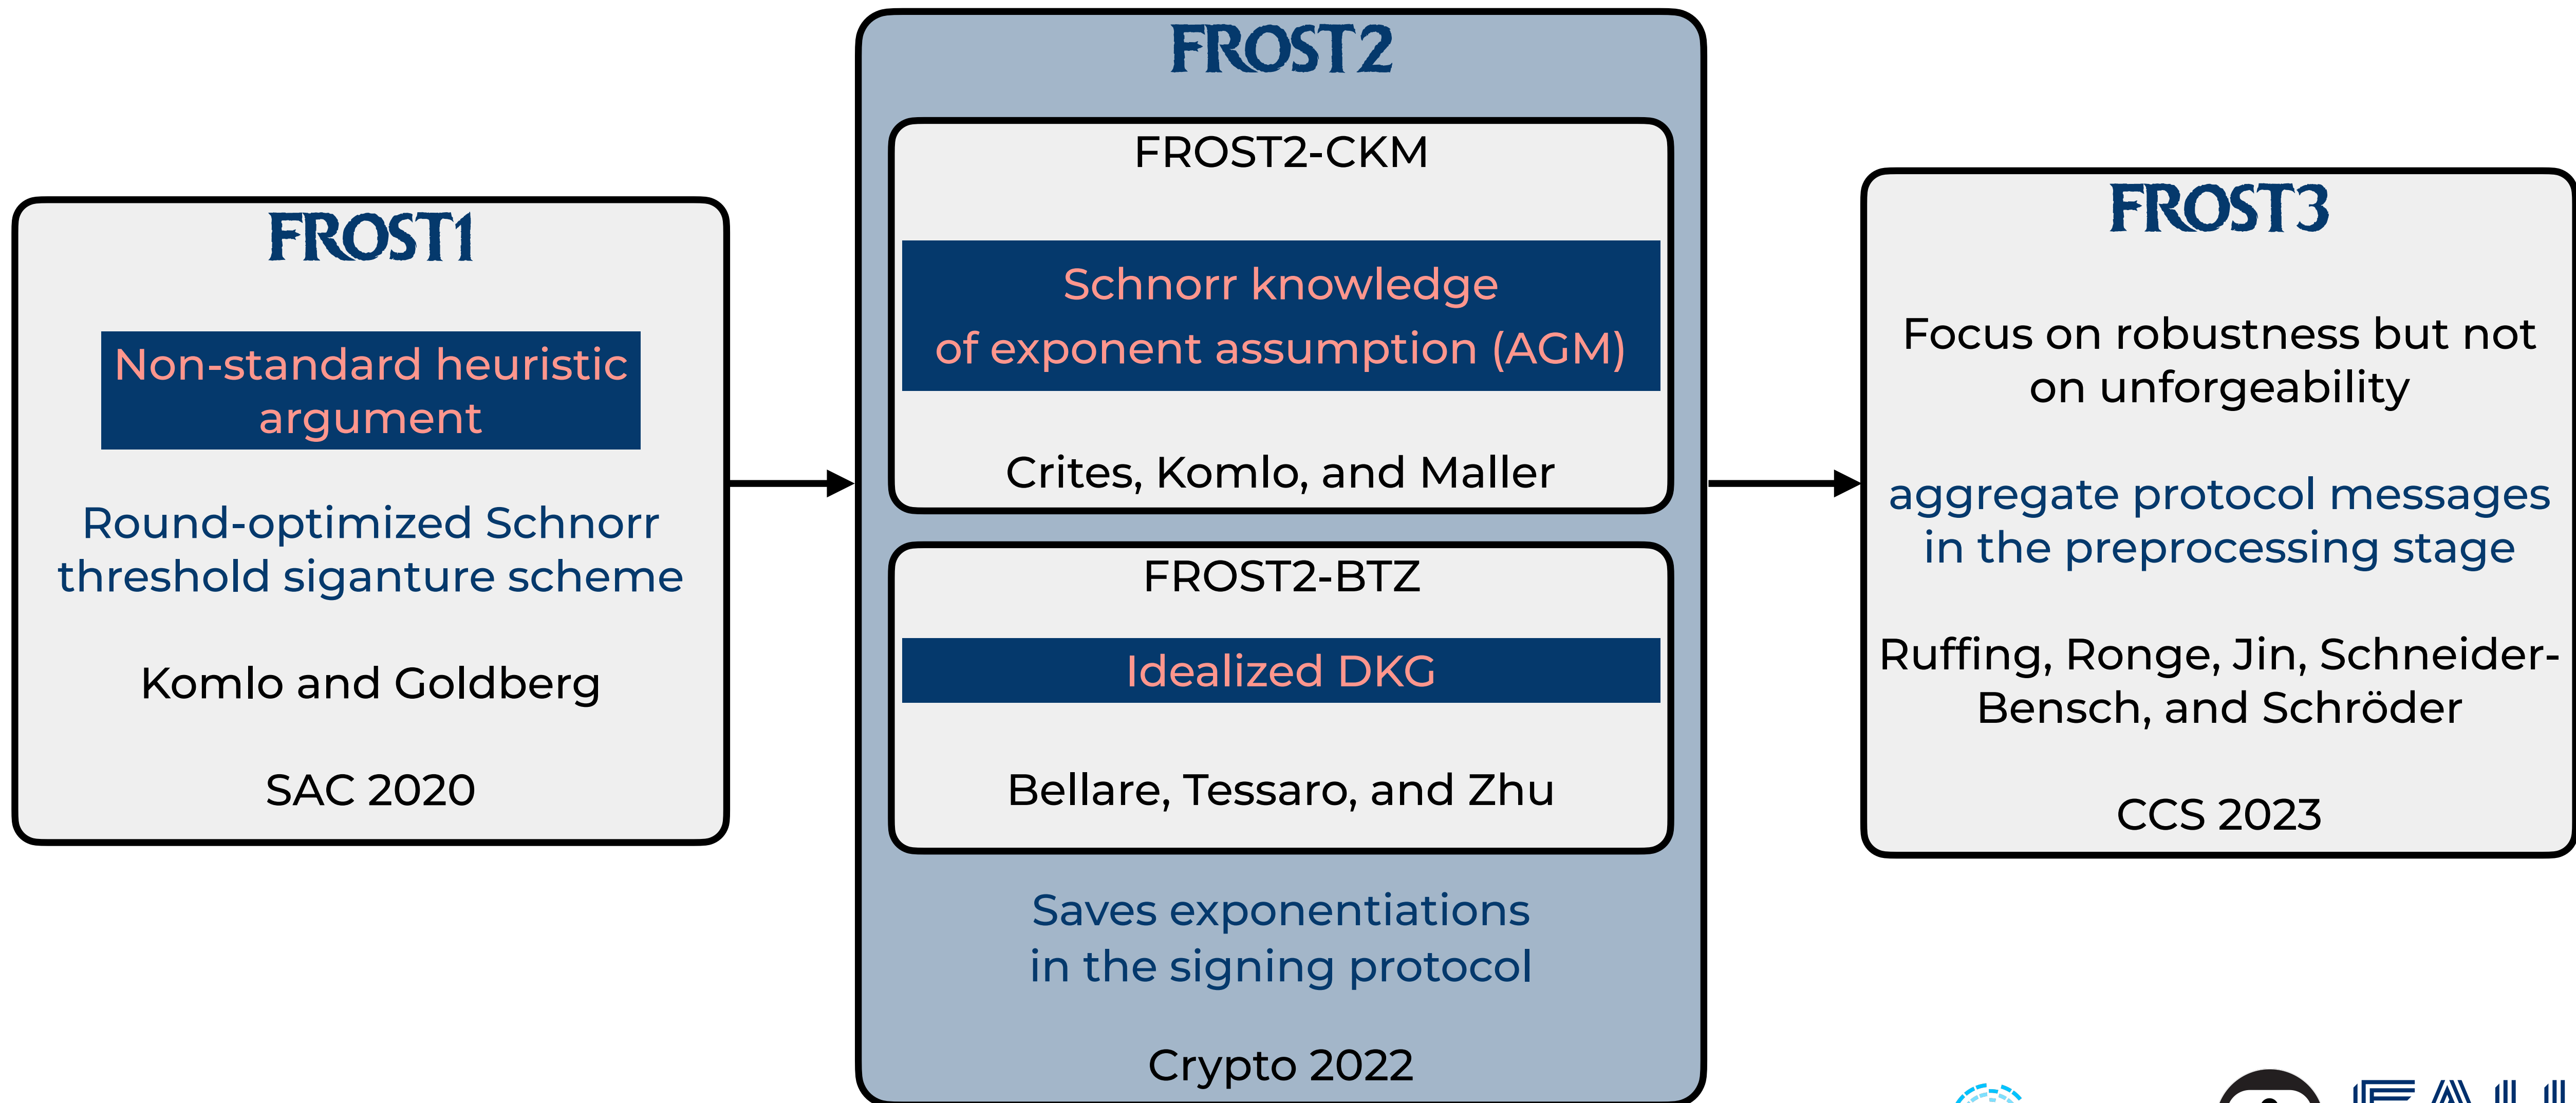 FROST1
Non-standard heuristic
argument
Round-optimized Schnorr
threshold siganture scheme
Komlo and Goldberg
SAC 2020
FROST2
FROST2-CKM
Schnorr knowledge
of exponent assumption (AGM)
Crites, Komlo, and Maller
FROST2-BTZ
Idealized DKG
Bellare, Tessaro, and Zhu
Saves exponentiations
in the signing protocol
Crypto 2022
FROST3
Focus on robustness but not
on unforgeability
aggregate protocol messages
in the preprocessing stage
Ruffing, Ronge, Jin, Schneider-
Bensch, and Schröder
CCS 2023